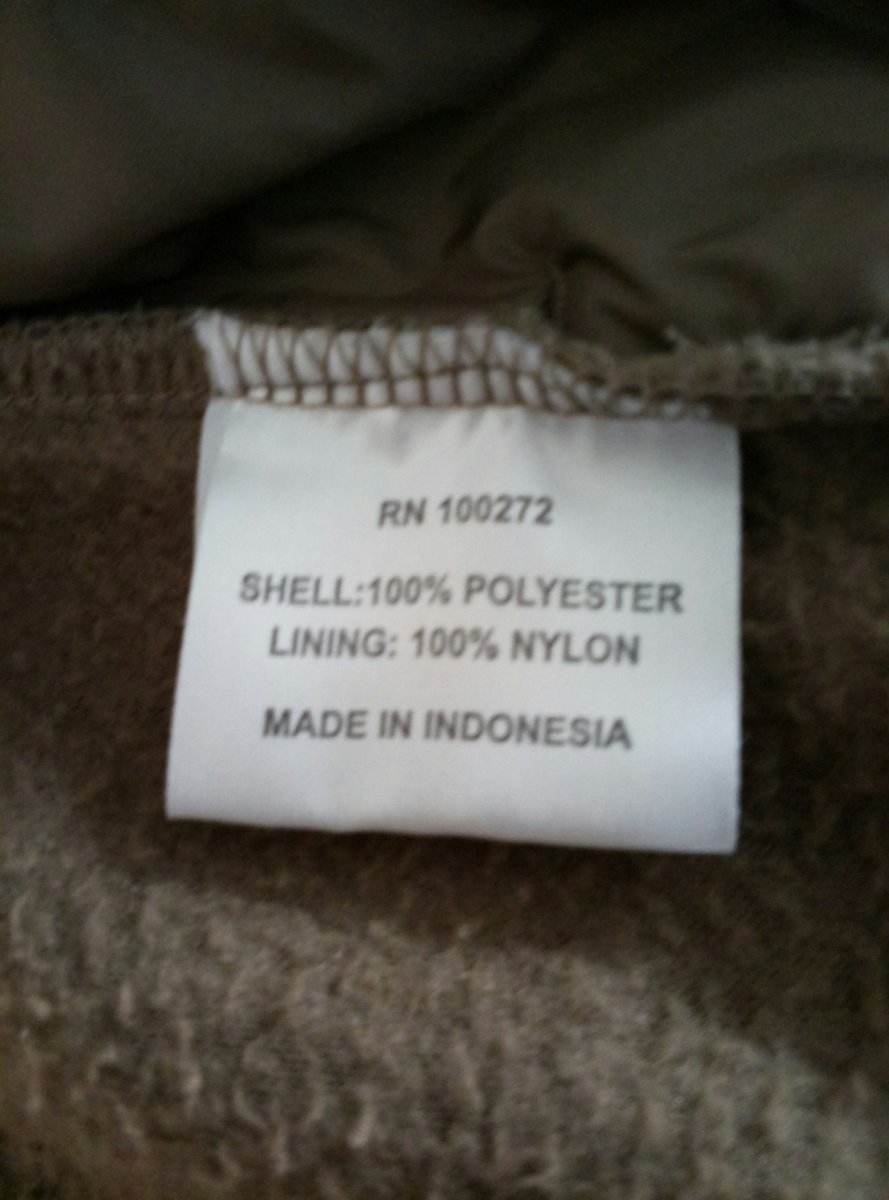 RN 100272
SHELL:100% POLYESTER
LINING: 100% NYLON
MADE IN INDONESIA